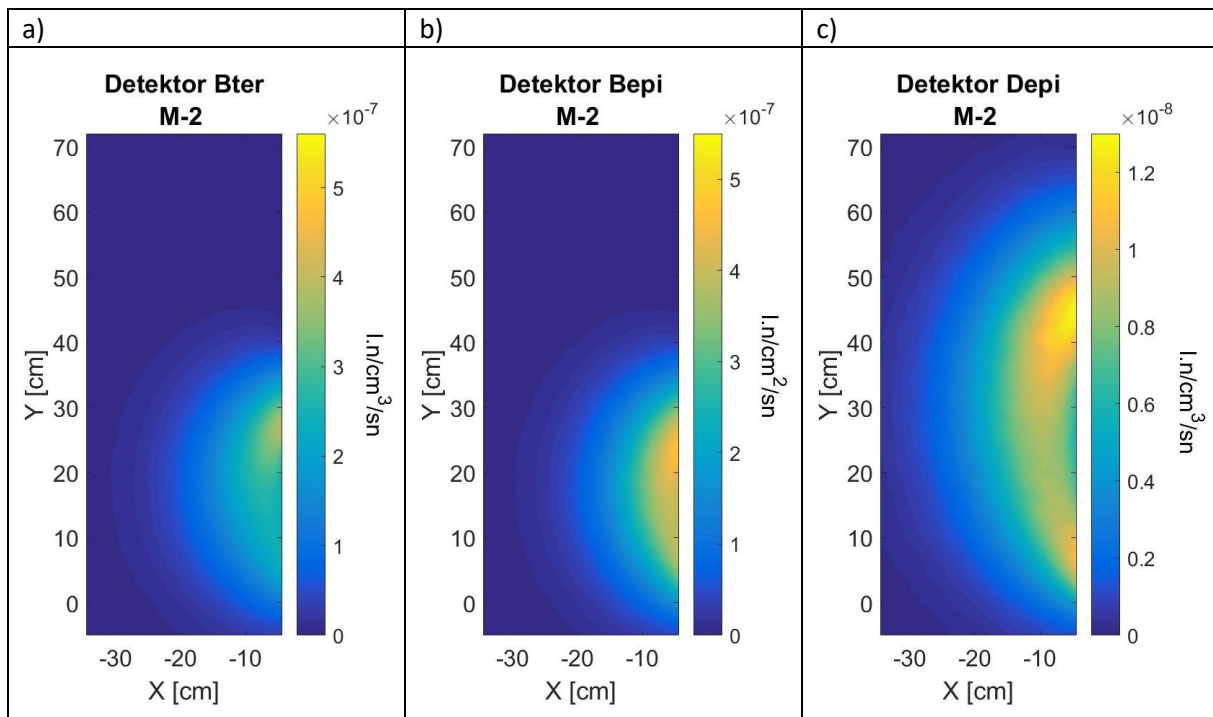 a)
Detektor Bter
M-2
×10-7
70
60
50
40
30
20
10
0
-30 -20 -10
Y [cm]
X [cm]
5
4
3
2
1
0
I.n/cm3/sn
b)
Detektor Bepi
M-2
×10-7
70
60
50
40
30
20
10
0
-30 -20 -10
Y [cm]
X [cm]
5
4
3
2
1
0
I.n/cm2/sn
c)
Detektor Depi
M-2
×10-8
70
60
50
40
30
20
10
0
-30 -20 -10
Y [cm]
X [cm]
1.2
1
0.8
0.6
0.4
0.2
0
I.n/cm3/sn